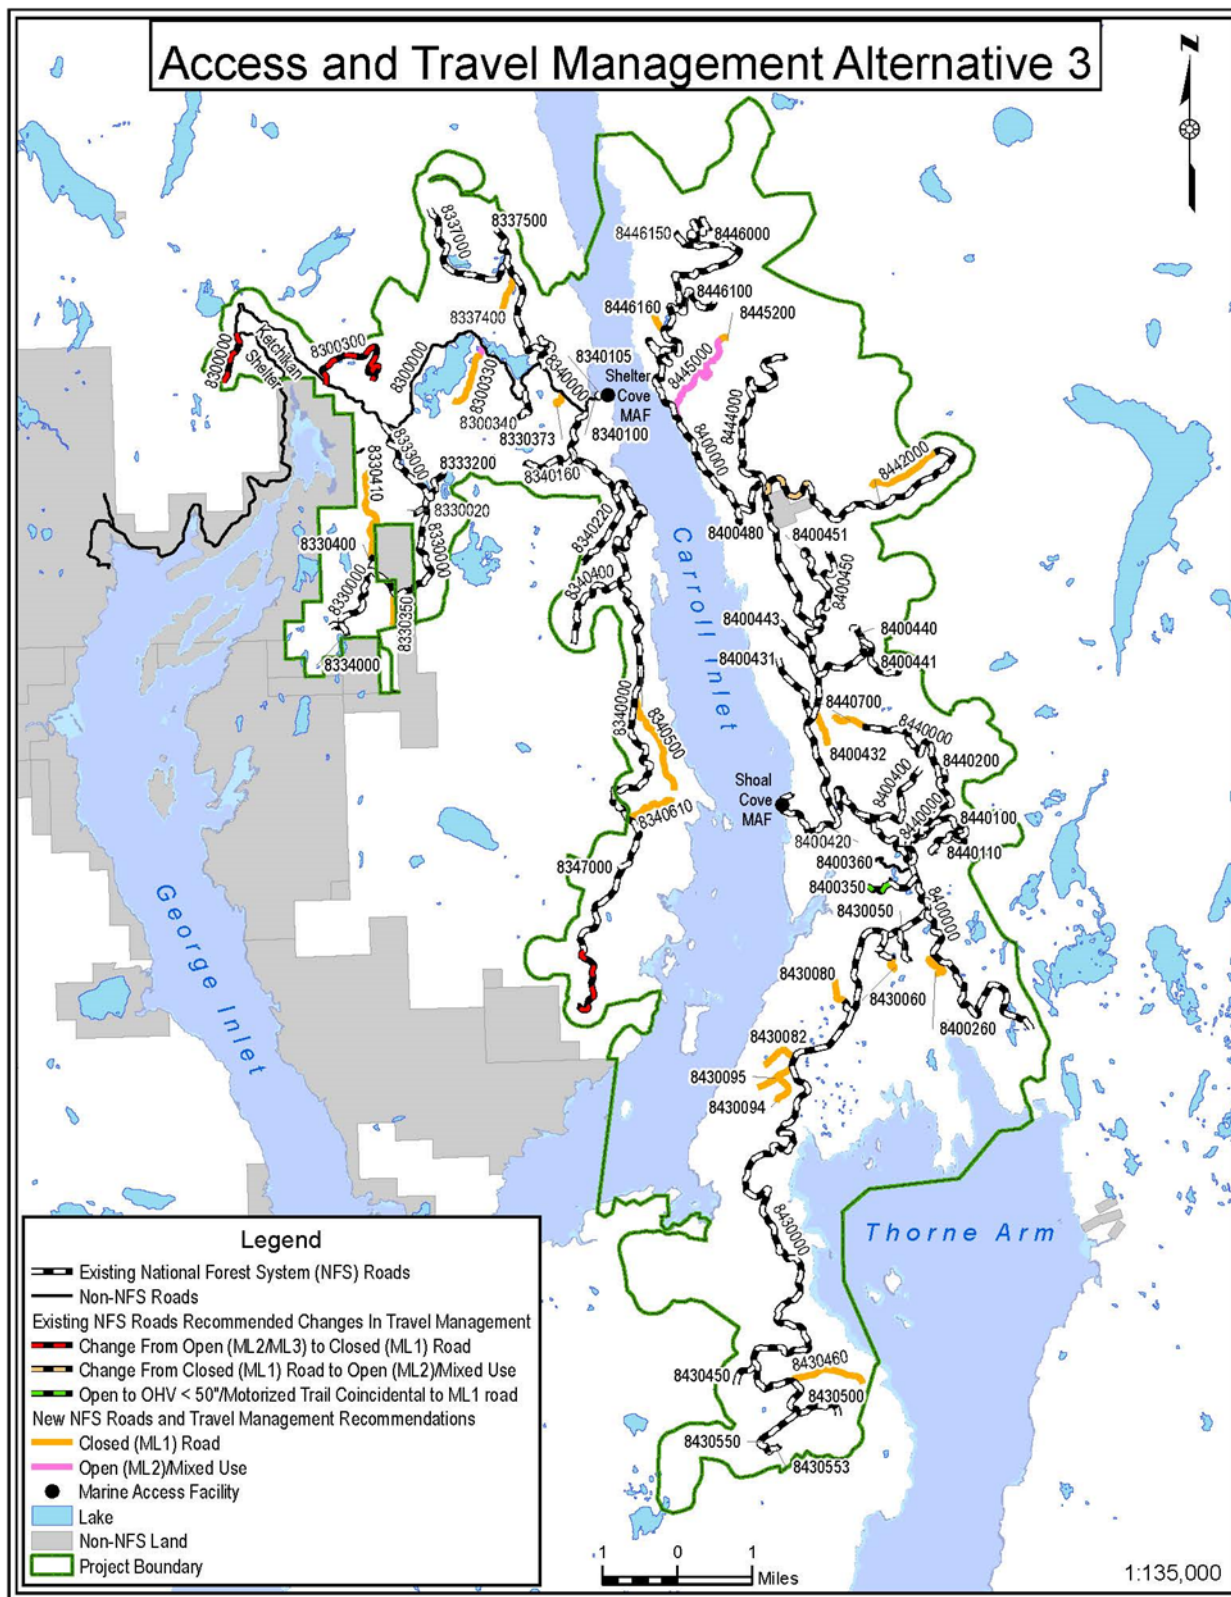 Access and Travel Management Alternative 3
N
8337500
8337000
8446150
8446000
8446100
8446160
8445200
8337400
8300000
Ketchikan
Shelter
8300300
8300000
8300330
8340000
8340105
Shelter
Cove
MAF
8445000
8300340
8330373
8340100
8444000
8442000
8333000
8333200
8340160
8400000
8330410
8330020
8340220
8400480
8400451
8330400
8330000
8340400
8400450
8330000
8330350
8400443
8400440
8334000
8400431
8400441
Carroll Inlet
8340000
8340500
8440700
8440000
8400432
8440200
Shoal
Cove
MAF
8400400
8340610
8440000
8440100
8400420
8440110
8347000
8400360
8400350
8400000
8430050
George Inlet
8430080
8430060
8400260
8430082
8430095
8430094
8430000
Thorne Arm
8430460
8430450
8430500
8430550
8430553
Legend
Existing National Forest System (NFS) Roads
Non-NFS Roads
Existing NFS Roads Recommended Changes In Travel Management
Change From Open (ML2/ML3) to Closed (ML1) Road
Change From Closed (ML1) Road to Open (ML2)/Mixed Use
Open to OHV < 50"/Motorized Trail Coincidental to ML1 road
New NFS Roads and Travel Management Recommendations
Closed (ML1) Road
Open (ML2)/Mixed Use
Marine Access Facility
Lake
Non-NFS Land
Project Boundary
1 0 1
Miles
1:135,000